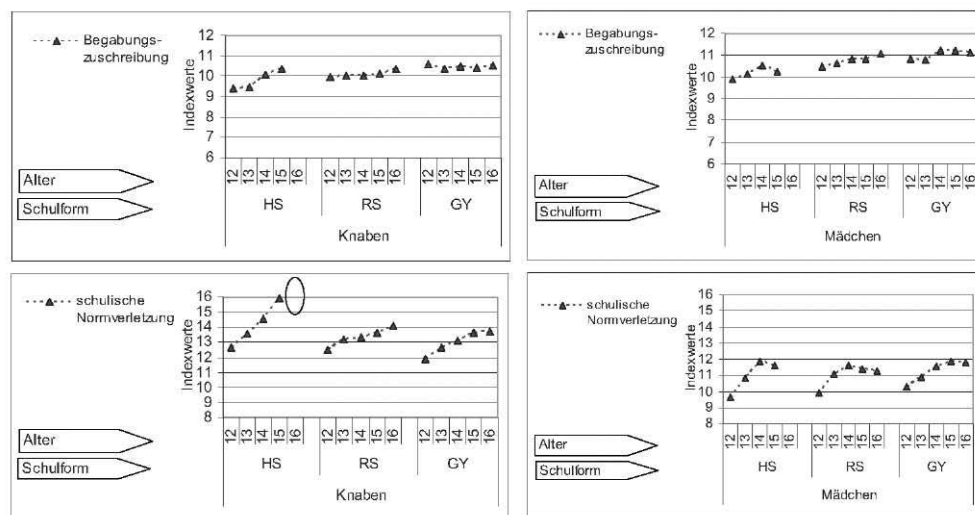 Begabungs-
zuschreibung
Indexwerte
12
11
10
9
8
7
6
Alter
Schulform
12 13 14 15 16 12 13 14 15 16 12 13 14 15 16
HS RS GY
Knaben
Begabungs-
zuschreibung
Indexwerte
12
11
10
9
8
7
6
Alter
Schulform
12 13 14 15 16 12 13 14 15 16 12 13 14 15 16
HS RS GY
Mädchen
schulische
Normverletzung
Indexwerte
16
15
14
13
12
11
10
9
8
Alter
Schulform
12 13 14 15 16 12 13 14 15 16 12 13 14 15 16
HS RS GY
Knaben
schulische
Normverletzung
Indexwerte
16
15
14
13
12
11
10
9
8
Alter
Schulform
12 13 14 15 16 12 13 14 15 16 12 13 14 15 16
HS RS GY
Mädchen